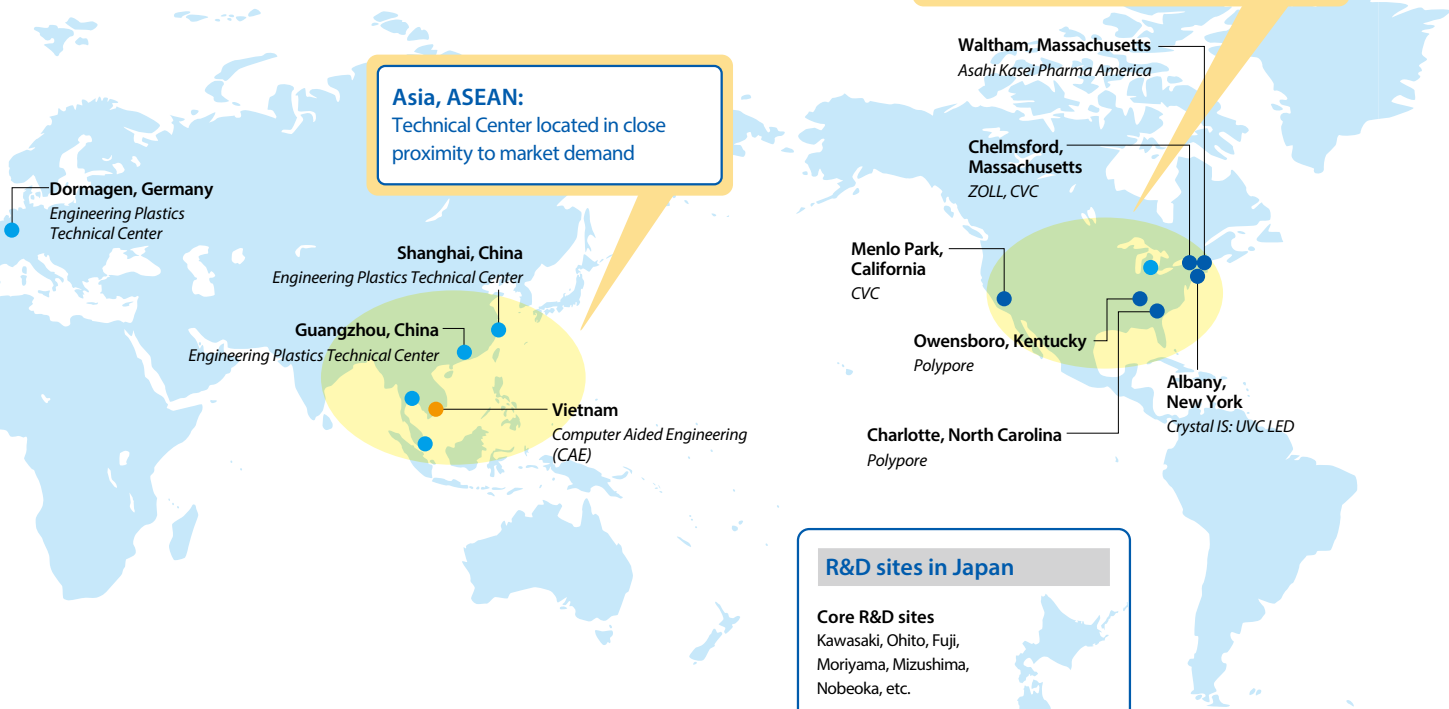 Asia, ASEAN:
Technical Center located in close
proximity to market demand
Dormagen, Germany
Engineering Plastics
Technical Center
Shanghai, China
Engineering Plastics Technical Center
Guangzhou, China
Engineering Plastics Technical Center
Vietnam
Computer Aided Engineering
(CAE)
Waltham, Massachusetts
Asahi Kasei Pharma America
Chelmsford,
Massachusetts
ZOLL, CVC
Menlo Park,
California
CVC
Owensboro, Kentucky
Polypore
Charlotte, North Carolina
Polypore
Albany,
New York
Crystal IS: UVC LED
R&D sites in Japan
Core R&D sites
Kawasaki, Ohito, Fuji,
Moriyama, Mizushima,
Nobeoka, etc.